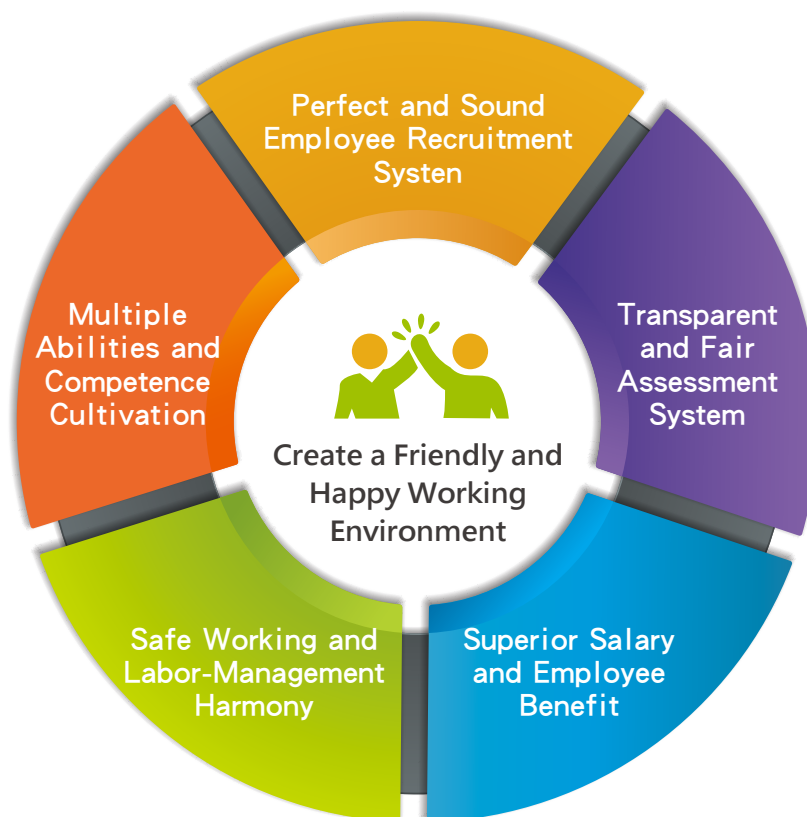 Perfect and Sound
Employee Recruitment
Systen
Transparent
and Fair
Assessment
System
Superior Salary
and Employee
Benefit
Safe Working and
Labor-Management
Harmony
Multiple
Abilities and
Competence
Cultivation
Create a Friendly and
Happy Working
Environment